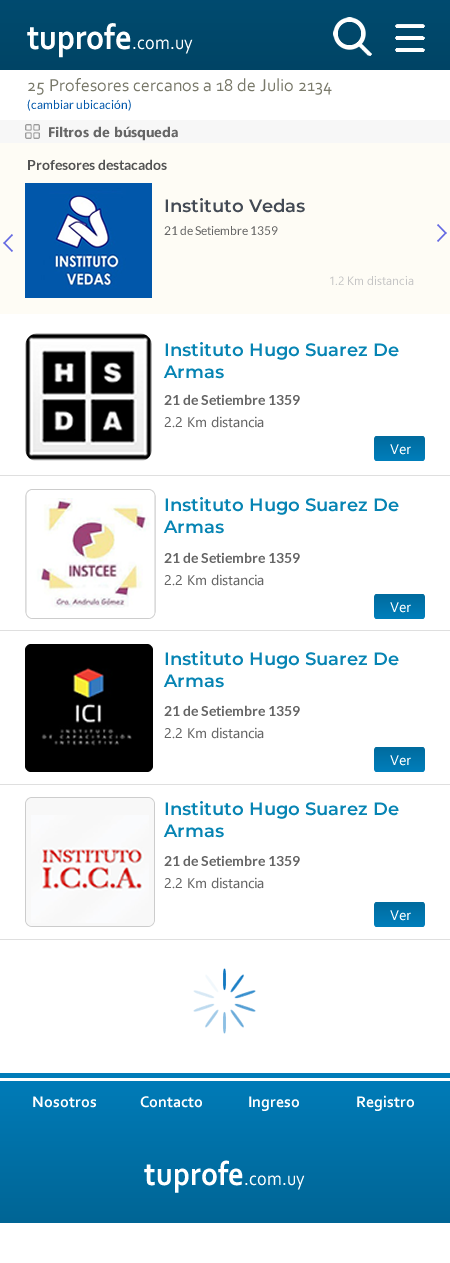 tuprofe.com.uy
25 Profesores cercanos a 18 de Julio 2134
(cambiar ubicación)
Filtros de búsqueda
Profesores destacados
INSTITUTO
VEDAS
Instituto Vedas
21 de Setiembre 1359
1.2 Km distancia
H S
D A
Instituto Hugo Suarez De
Armas
21 de Setiembre 1359
2.2 Km distancia
Ver
INSTCEE
Cra. Andrula Gómez
Instituto Hugo Suarez De
Armas
21 de Setiembre 1359
2.2 Km distancia
Ver
ICI
INSTITUTO
DE CAPACITACIÓN
INTERACTIVA
Instituto Hugo Suarez De
Armas
21 de Setiembre 1359
2.2 Km distancia
Ver
INSTITUTO
I.C.C.A.
Instituto Hugo Suarez De
Armas
21 de Setiembre 1359
2.2 Km distancia
Ver
Nosotros Contacto Ingreso Registro
tuprofe.com.uy